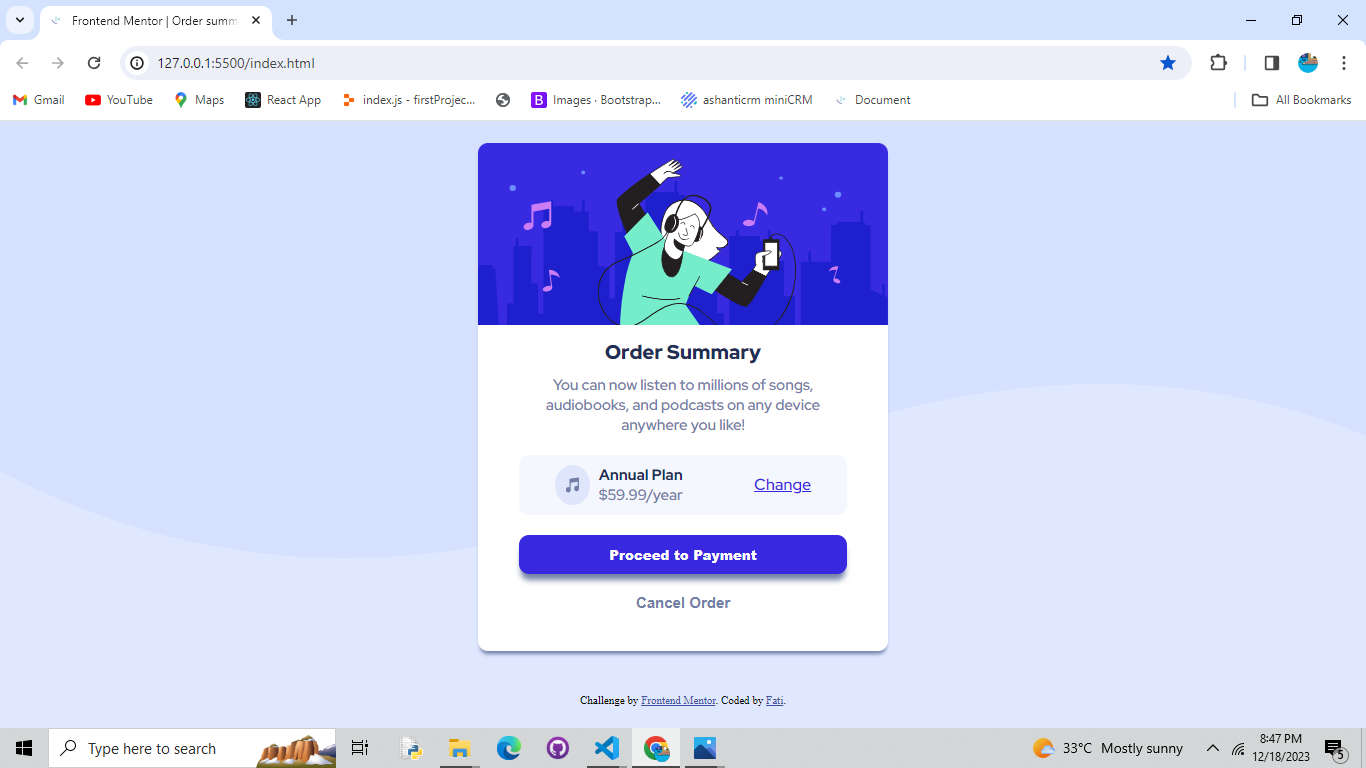 Frontend Mentor | Order summ
127.0.0.1:5500/index.html
Gmail
YouTube
Maps
React App
index.js - firstProjec...
B
Images · Bootstrap...
ashanticrm miniCRM
Document
All Bookmarks
Order Summary
You can now listen to millions of songs,
audiobooks, and podcasts on any device
anywhere you like!
Annual Plan
$59.99/year
Change
Proceed to Payment
Cancel Order
Challenge by Frontend Mentor. Coded by Fati.
Type here to search
33°C Mostly sunny
8:47 PM
12/18/2023
5